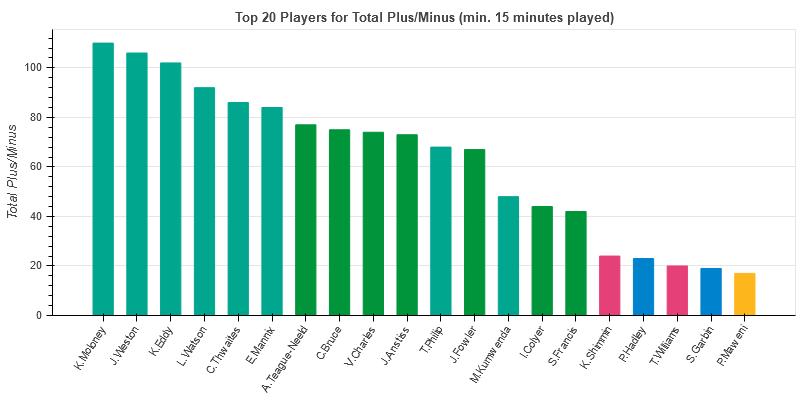 Top 20 Players for Total Plus/Minus (min. 15 minutes played)
Total Plus/Minus
100
80
60
40
20
0
K.Moloney
J.Weston
K.Eddy
L.Watson
C.Thwaites
E.Mannix
A.Teague-Neeld
C.Bruce
V.Charles
J.Anstiss
T.Philip
J.Fowler
M.Kumwenda
I.Colyer
S.Francis
K.Shimmin
P.Hadley
T.Williams
S.Garbin
P.Maweni